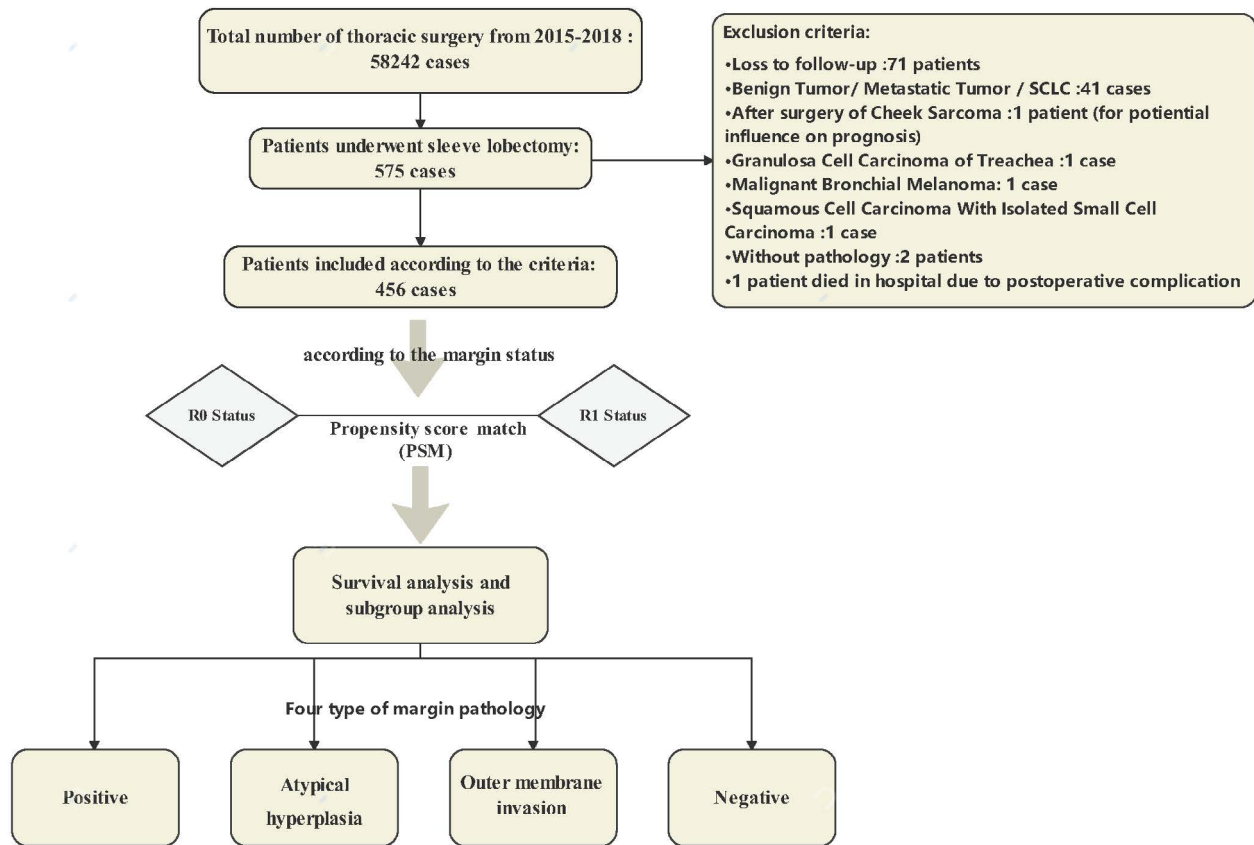 Total number of thoracic surgery from 2015-2018 :
58242 cases
Patients underwent sleeve lobectomy:
575 cases
Patients included according to the criteria:
456 cases
Exclusion criteria:
•Loss to follow-up :71 patients
•Benign Tumor/ Metastatic Tumor / SCLC :41 cases
•After surgery of Cheek Sarcoma :1 patient (for potiential
influence on prognosis)
•Granulosa Cell Carcinoma of Treachea :1 case
•Malignant Bronchial Melanoma: 1 case
•Squamous Cell Carcinoma With Isolated Small Cell
Carcinoma :1 case
•Without pathology :2 patients
•1 patient died in hospital due to postoperative complication
according to the margin status
R0 Status
R1 Status
Propensity score match
(PSM)
Survival analysis and
subgroup analysis
Four type of margin pathology
Positive
Atypical
hyperplasia
Outer membrane
invasion
Negative